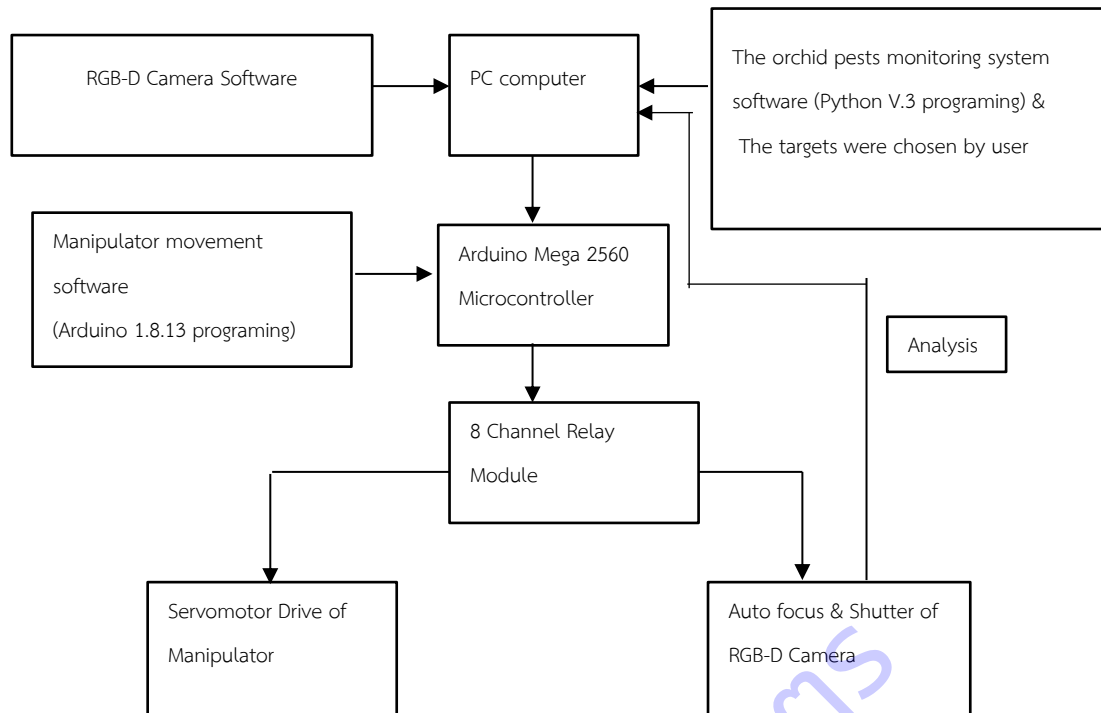 RGB-D Camera Software
PC computer
The orchid pests monitoring system
software (Python V.3 programing) &
The targets were chosen by user
Manipulator movement
software
(Arduino 1.8.13 programing)
Arduino Mega 2560
Microcontroller
Analysis
8 Channel Relay
Module
Servomotor Drive of
Manipulator
Auto focus & Shutter of
RGB-D Camera